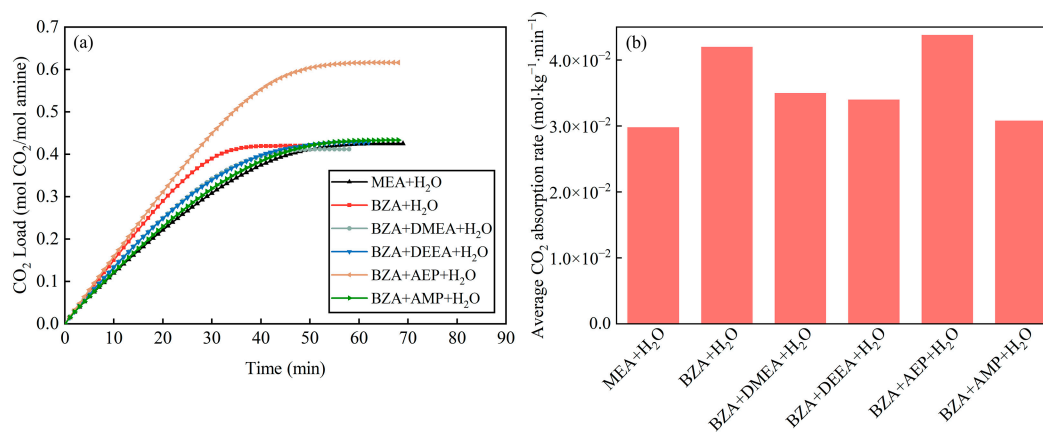 (a)
CO₂ Load (mol CO₂/mol amine)
0.7
0.6
0.5
0.4
0.3
0.2
0.1
0.0
MEA+H₂O
BZA+H₂O
BZA+DMEA+H₂O
BZA+DEEA+H₂O
BZA+AEP+H₂O
BZA+AMP+H₂O
0 10 20 30 40 50 60 70 80 90
Time (min)
(b)
Average CO₂ absorption rate (mol·kg⁻¹·min⁻¹)
4.0×10⁻²
3.0×10⁻²
2.0×10⁻²
1.0×10⁻²
0.0
MEA+H₂O
BZA+H₂O
BZA+DMEA+H₂O
BZA+DEEA+H₂O
BZA+AEP+H₂O
BZA+AMP+H₂O